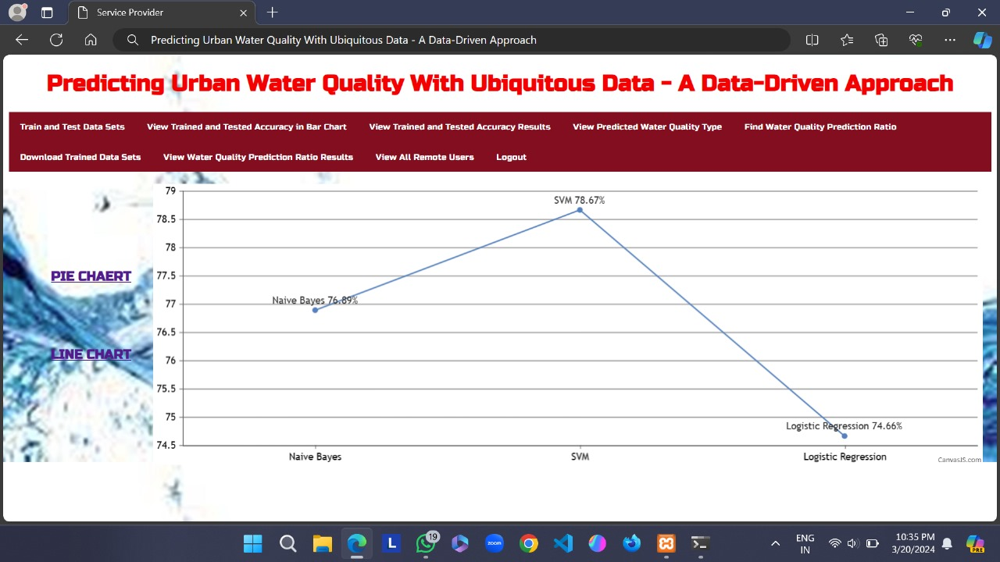 Service Provider
Predicting Urban Water Quality With Ubiquitous Data - A Data-Driven Approach
Predicting Urban Water Quality With Ubiquitous Data - A Data-Driven Approach
Train and Test Data Sets View Trained and Tested Accuracy in Bar Chart View Trained and Tested Accuracy Results View Predicted Water Quality Type Find Water Quality Prediction Ratio
Download Trained Data Sets View Water Quality Prediction Ratio Results View All Remote Users Logout
PIE CHAERT
LINE CHART
79
78.5
78
77.5
77
76.5
76
75.5
75
74.5
SVM 78.67%
Naive Bayes 76.89%
Logistic Regression 74.66%
Naive Bayes SVM Logistic Regression
CanvasJS.com
L
19
zoom
ENG
IN
10:35 PM
3/20/2024
PRE